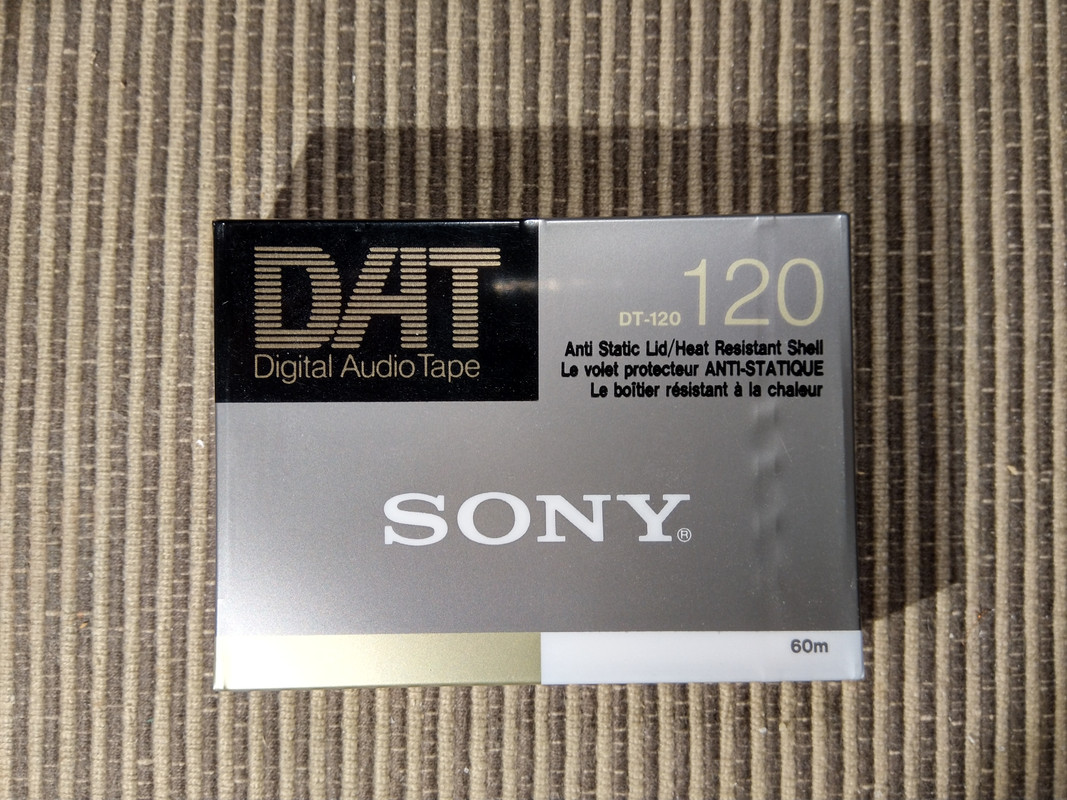 DAT
Digital Audio Tape
DT-120 120
Anti Static Lid/Heat Resistant Shell
Le volet protecteur ANTI-STATIQUE
Le boîtier résistant à la chaleur
SONY®
60m